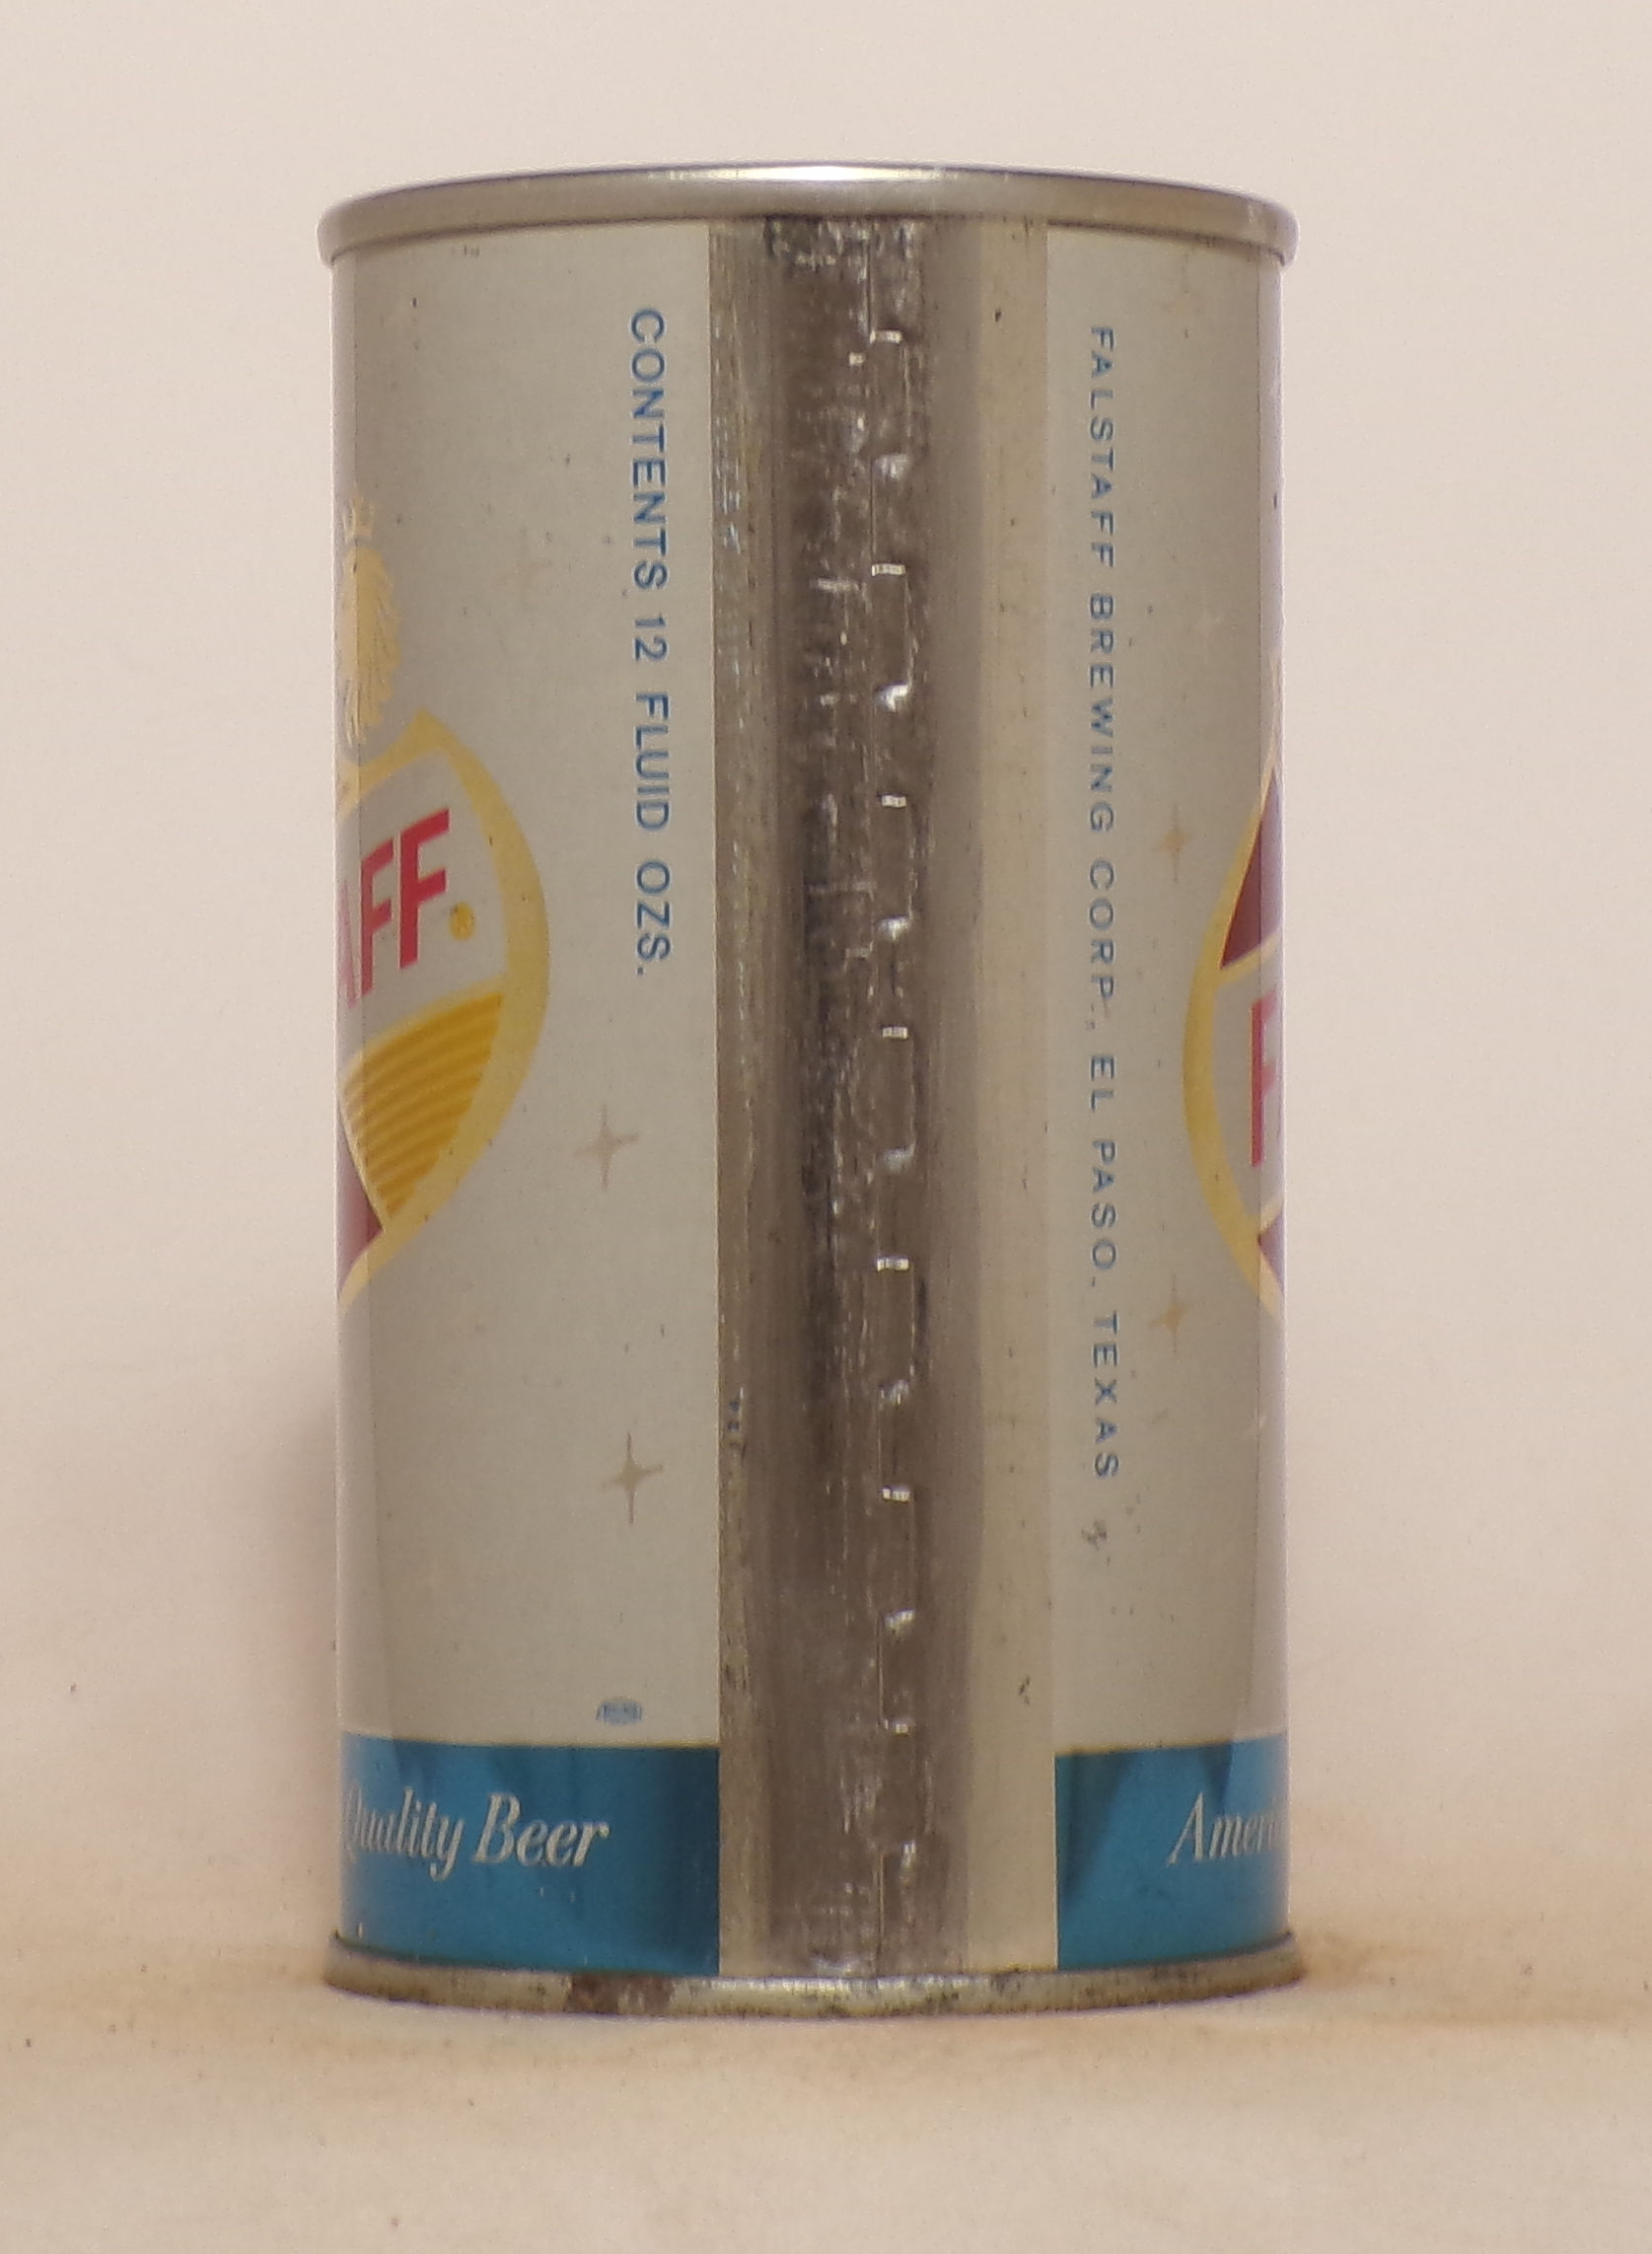 CONTENTS 12 FLUID OZS.
FALSTAFF BREWING CORP., EL PASO, TEXAS
AFF.
F
Quality Beer
Ameri